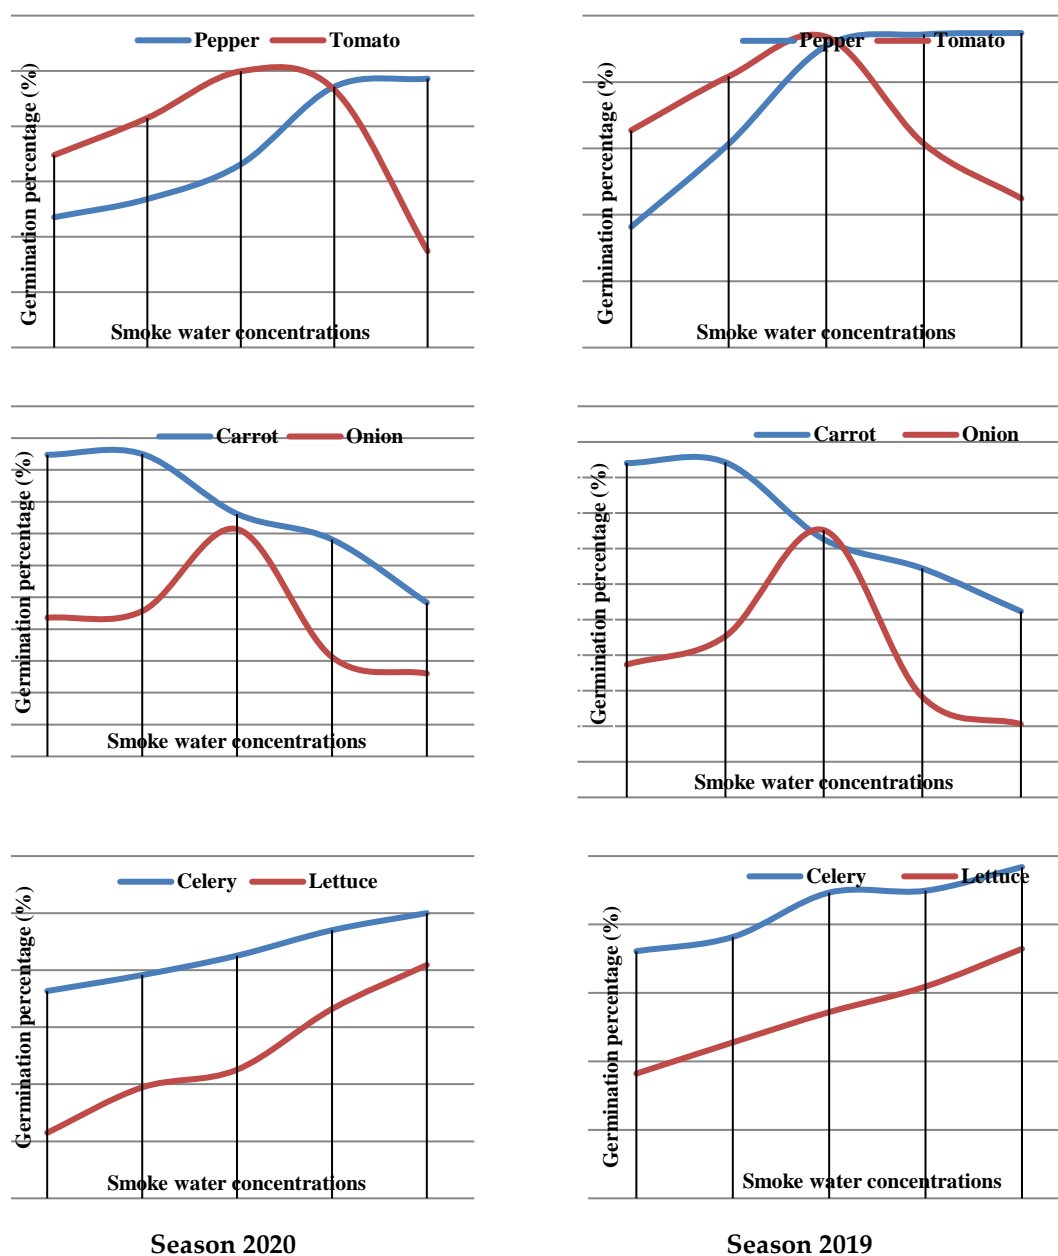 Pepper Tomato
Germination percentage (%)
Smoke water concentrations
Pepper Tomato
Germination percentage (%)
Smoke water concentrations
Carrot Onion
Germination percentage (%)
Smoke water concentrations
Carrot Onion
Germination percentage (%)
Smoke water concentrations
Celery Lettuce
Germination percentage (%)
Smoke water concentrations
Celery Lettuce
Germination percentage (%)
Smoke water concentrations
Season 2020
Season 2019